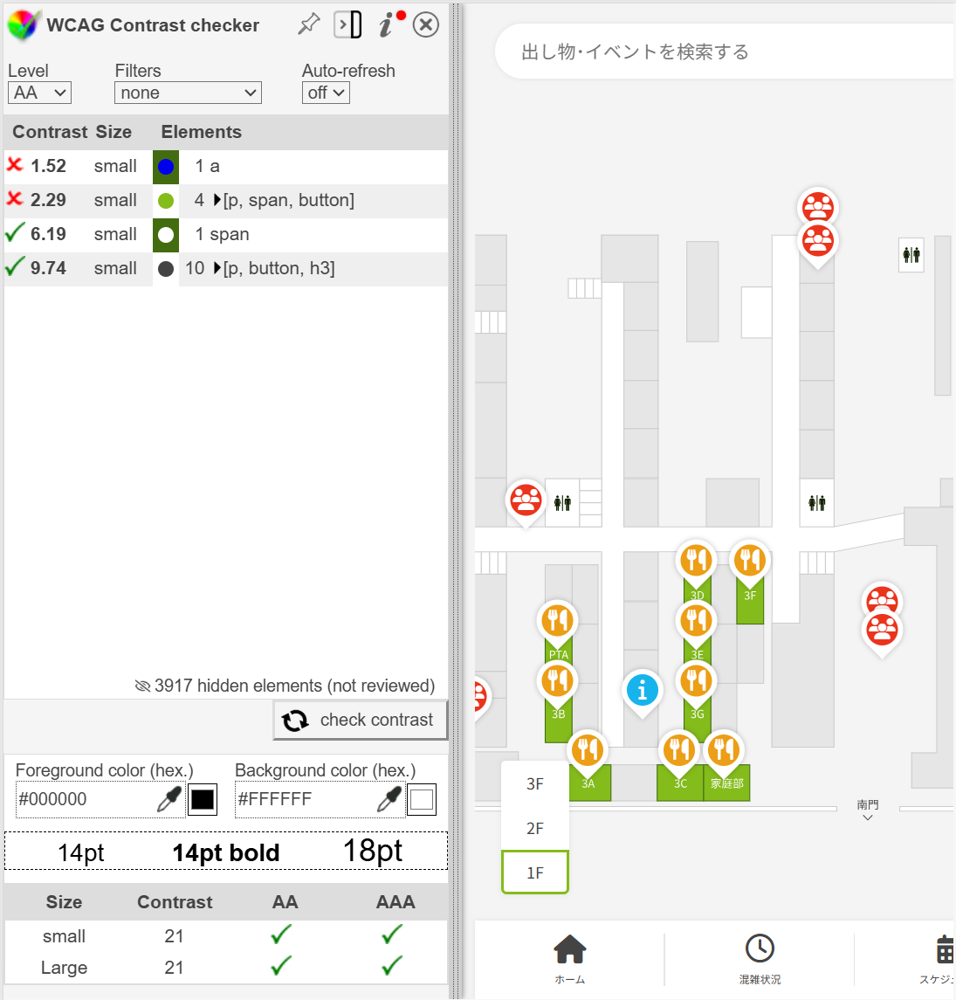 WCAG Contrast checker
Level
Filters
Auto-refresh
AA
none
off
Contrast Size Elements
1.52 small 1 a
2.29 small 4 [p, span, button]
6.19 small 1 span
9.74 small 10 [p, button, h3]
3917 hidden elements (not reviewed)
check contrast
Foreground color (hex.)
Background color (hex.)
#000000
#FFFFFF
14pt 14pt bold 18pt
Size Contrast AA AAA
small 21
Large 21
出し物･イベントを検索する
3D
3F
PTA
3E
3B
3G
3A
3C
家庭部
3F
2F
1F
南門
ホーム
混雑状況
スケジ